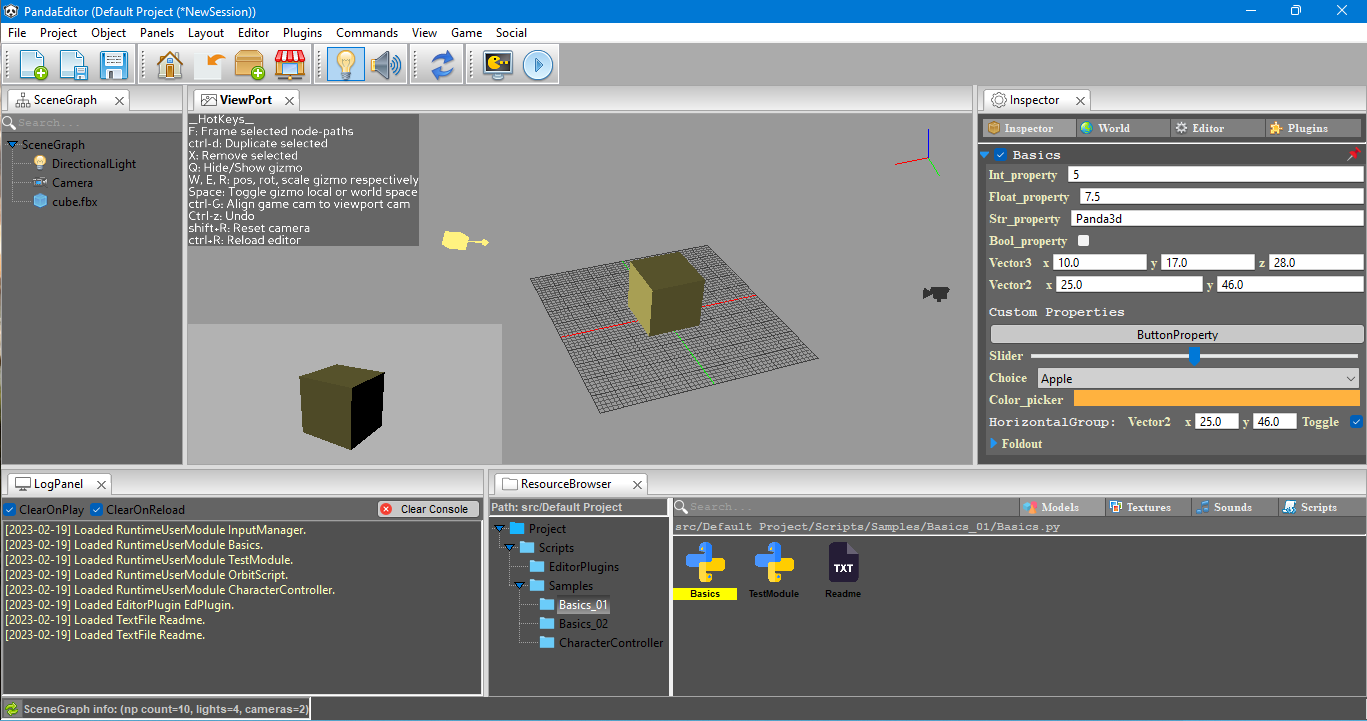 PandaEditor (Default Project (*NewSession))
File Project Object Panels Layout Editor Plugins Commands View Game Social
SceneGraph
Search...
SceneGraph
DirectionalLight
Camera
cube.fbx
ViewPort
__HotKeys__
F: Frame selected node-paths
ctrl-d: Duplicate selected
X: Remove selected
Q: Hide/Show gizmo
W, E, R: pos, rot, scale gizmo respectively
Space: Toggle gizmo local or world space
ctrl-G: Align game cam to viewport cam
Ctrl-z: Undo
shift+R: Reset camera
ctrl+R: Reload editor
Inspector
Inspector World Editor Plugins
Basics
Int_property 5
Float_property 7.5
Str_property Panda3d
Bool_property
Vector3 x 10.0 y 17.0 z 28.0
Vector2 x 25.0 y 46.0
Custom Properties
ButtonProperty
Slider
Choice Apple
Color_picker
HorizontalGroup: Vector2 x 25.0 y 46.0 Toggle
Foldout
LogPanel
ClearOnPlay ClearOnReload Clear Console
[2023-02-19] Loaded RuntimeUserModule InputManager.
[2023-02-19] Loaded RuntimeUserModule Basics.
[2023-02-19] Loaded RuntimeUserModule TestModule.
[2023-02-19] Loaded RuntimeUserModule OrbitScript.
[2023-02-19] Loaded RuntimeUserModule CharacterController.
[2023-02-19] Loaded EditorPlugin EdPlugin.
[2023-02-19] Loaded TextFile Readme.
[2023-02-19] Loaded TextFile Readme.
ResourceBrowser
Path: src/Default Project
Project
Scripts
EditorPlugins
Samples
Basics_01
Basics_02
CharacterController
Search... Models Textures Sounds Scripts
src/Default Project/Scripts/Samples/Basics_01/Basics.py
TXT
Basics TestModule Readme
SceneGraph info: (np count=10, lights=4, cameras=2)